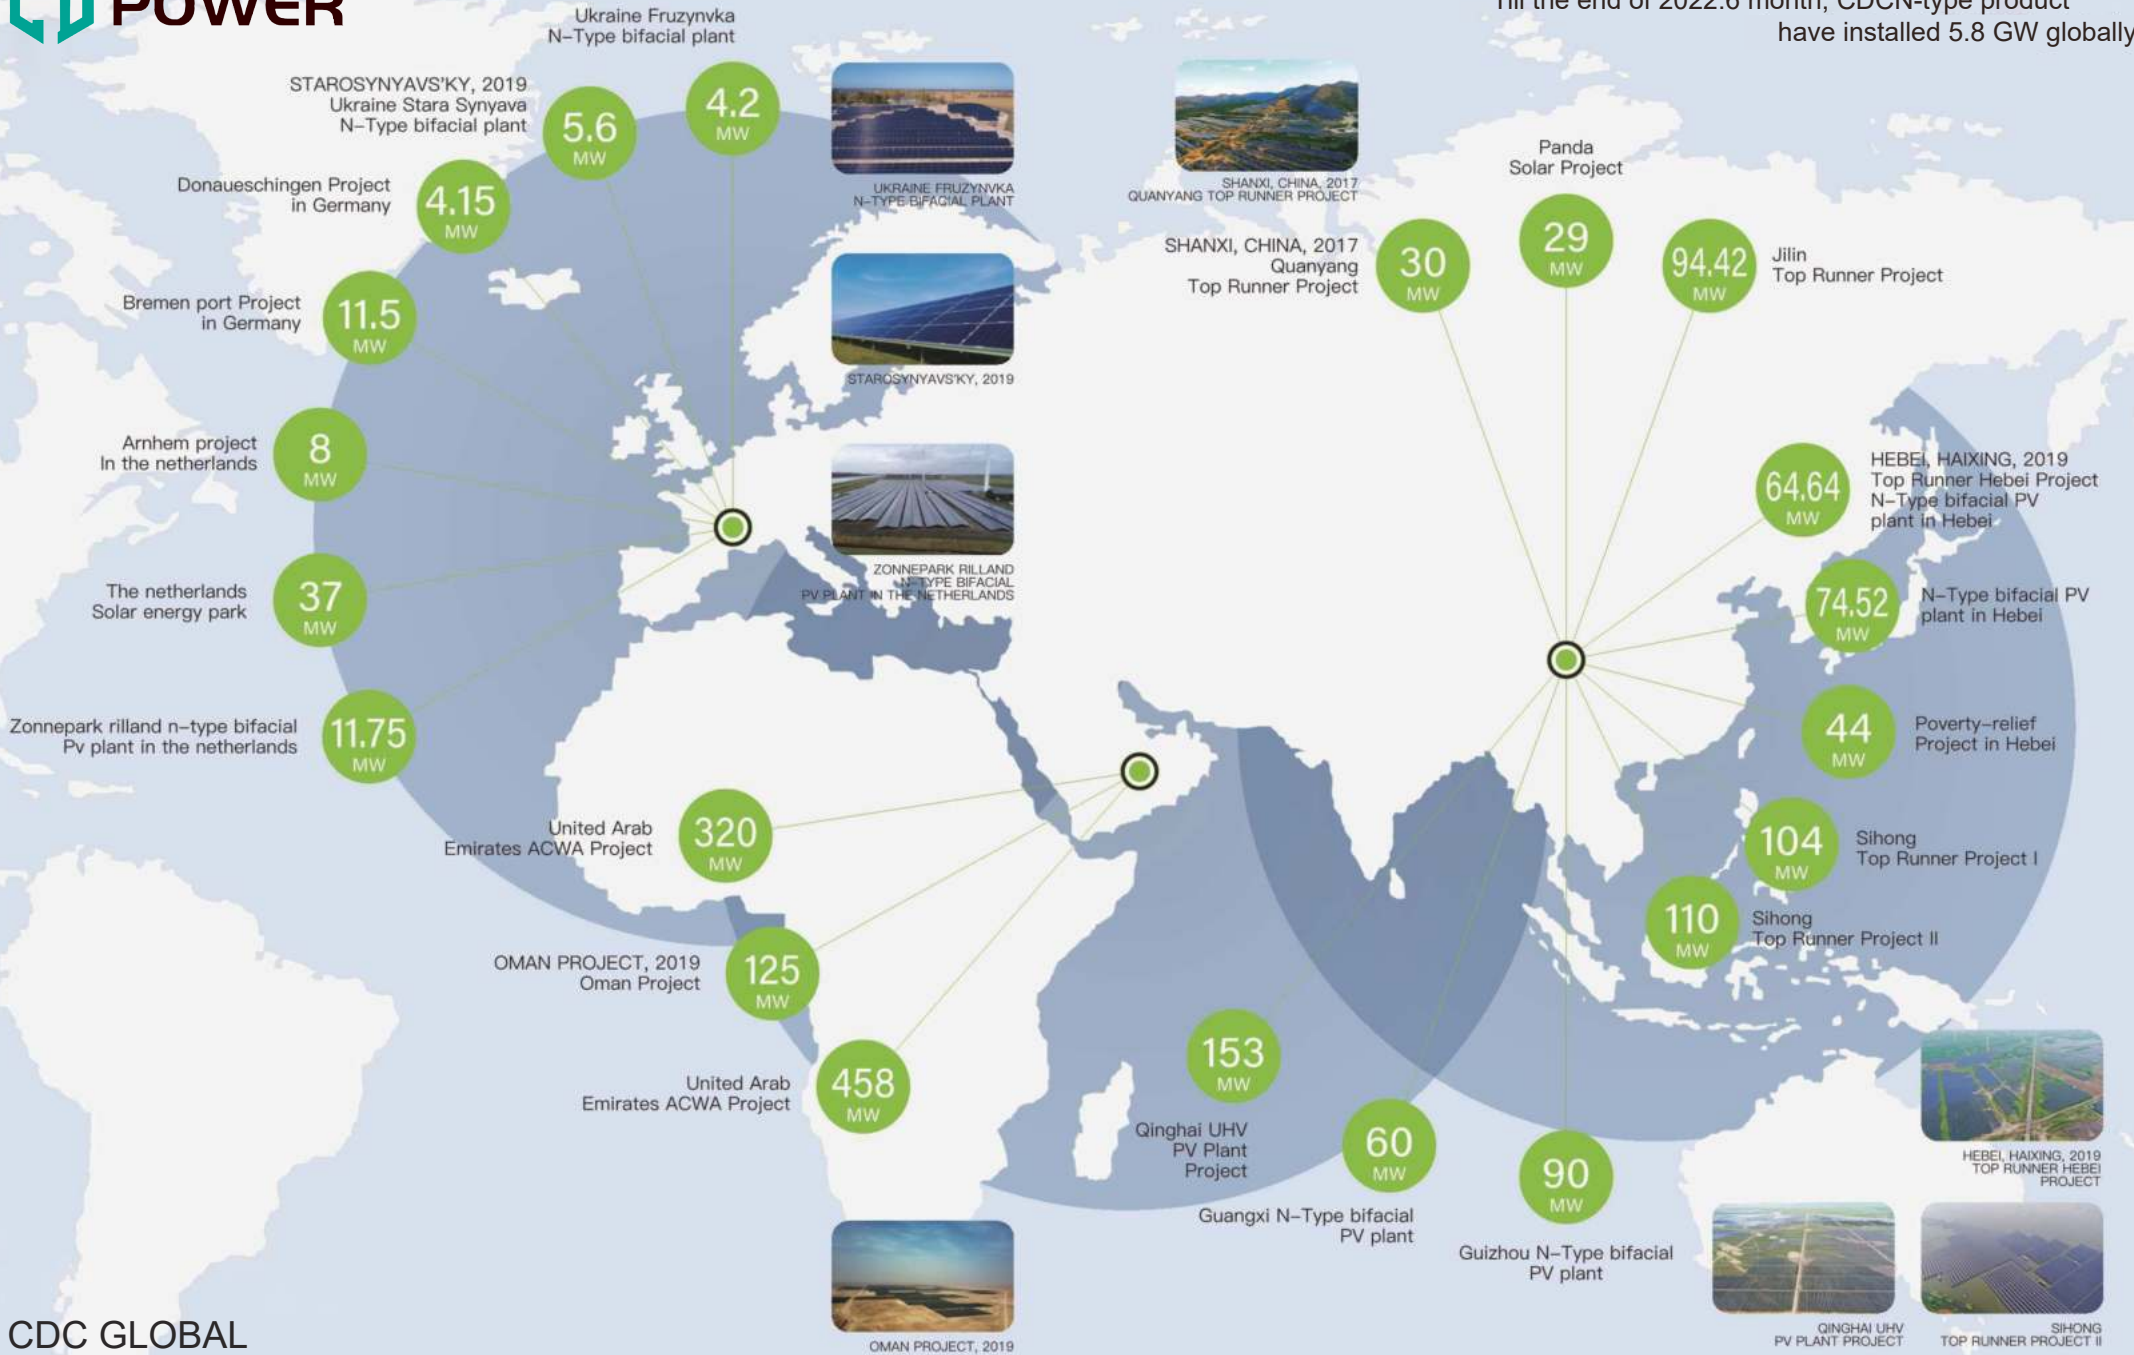 POWER
Till the end of 2022.6 month, CDCN-type product
have installed 5.8 GW globally
Ukraine Fruzynvka
N-Type bifacial plant
4.2
MW
STAROSYNYAVS'KY, 2019
Ukraine Stara Synyava
N-Type bifacial plant
5.6
MW
Donaueschingen Project
in Germany
4.15
MW
Bremen port Project
in Germany
11.5
MW
Arnhem project
In the netherlands
8
MW
The netherlands
Solar energy park
37
MW
Zonnepark rilland n-type bifacial
Pv plant in the netherlands
11.75
MW
UKRAINE FRUZYNVKA
N-TYPE BIFACIAL PLANT
STAROSYNYAVS'KY, 2019
ZONNEPARK RILLAND
N-TYPE BIFACIAL
PV PLANT IN THE NETHERLANDS
United Arab
Emirates ACWA Project
320
MW
OMAN PROJECT, 2019
Oman Project
125
MW
United Arab
Emirates ACWA Project
458
MW
OMAN PROJECT, 2019
SHANXI, CHINA, 2017
QUANYANG TOP RUNNER PROJECT
SHANXI, CHINA, 2017
Quanyang
Top Runner Project
30
MW
Panda
Solar Project
29
MW
94.42
MW
Jilin
Top Runner Project
64.64
MW
HEBEI, HAIXING, 2019
Top Runner Hebei Project
N-Type bifacial PV
plant in Hebei
74.52
MW
N-Type bifacial PV
plant in Hebei
44
MW
Poverty-relief
Project in Hebei
104
MW
Sihong
Top Runner Project I
110
MW
Sihong
Top Runner Project II
153
MW
Qinghai UHV
PV Plant
Project
60
MW
Guangxi N-Type bifacial
PV plant
90
MW
Guizhou N-Type bifacial
PV plant
HEBEI, HAIXING, 2019
TOP RUNNER HEBEI
PROJECT
QINGHAI UHV
PV PLANT PROJECT
SIHONG
TOP RUNNER PROJECT II
CDC GLOBAL